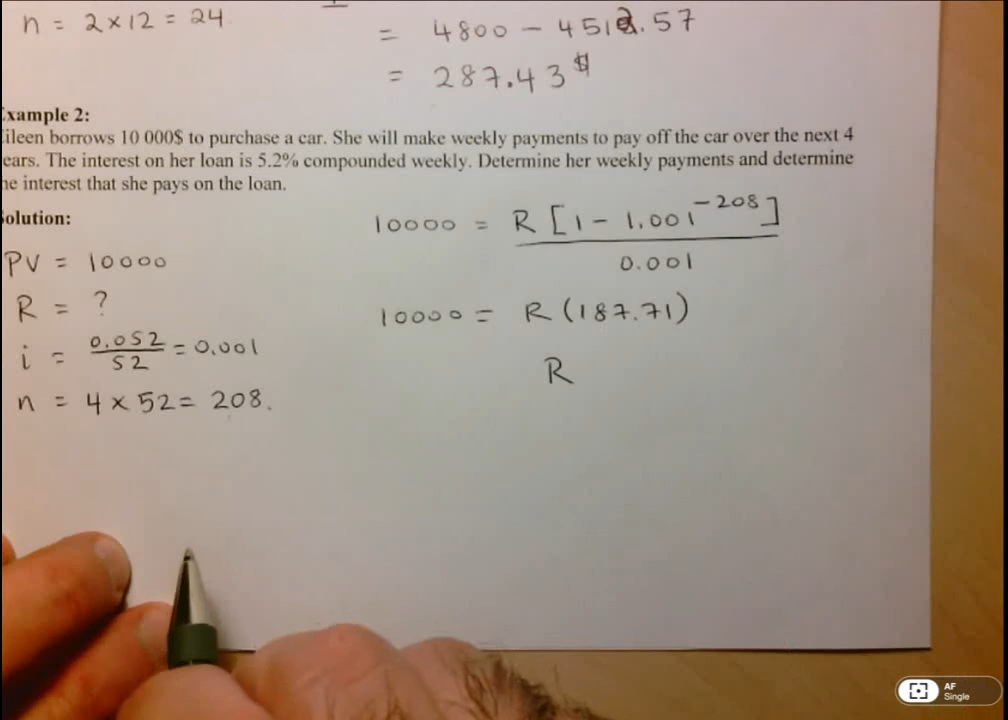 n = 2 × 12 = 24
= 4800 - 4512.57
= 287.43 $
Example 2:
ileen borrows 10 000$ to purchase a car. She will make weekly payments to pay off the car over the next 4
ears. The interest on her loan is 5.2% compounded weekly. Determine her weekly payments and determine
he interest that she pays on the loan.
Solution:
10000 = R [1 - 1.001^-208] / 0.001
PV = 10000
R = ?
10000 = R (187.71)
i = 0.052 / 52 = 0.001
R
n = 4 × 52 = 208.
AF
Single